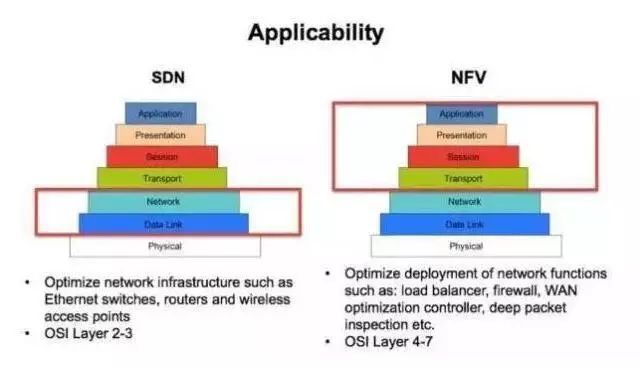 Applicability
SDN
Application
Presentation
Session
Transport
Network
Data Link
Physical
• Optimize network infrastructure such as
Ethernet switches, routers and wireless
access points
• OSI Layer 2-3
NFV
Application
Presentation
Session
Transport
Network
Data Link
Physical
• Optimize deployment of network functions
such as: load balancer, firewall, WAN
optimization controller, deep packet
inspection etc.
• OSI Layer 4-7